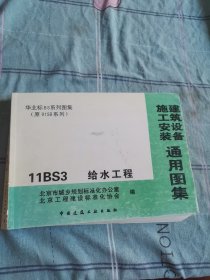 华北标BS系列图集
(原91SB系列)
建筑设备
施工安装
通用图集
11BS3 给水工程
北京市城乡规划标准化办公室
北京工程建设标准化协会
编
中国建筑工业出版社